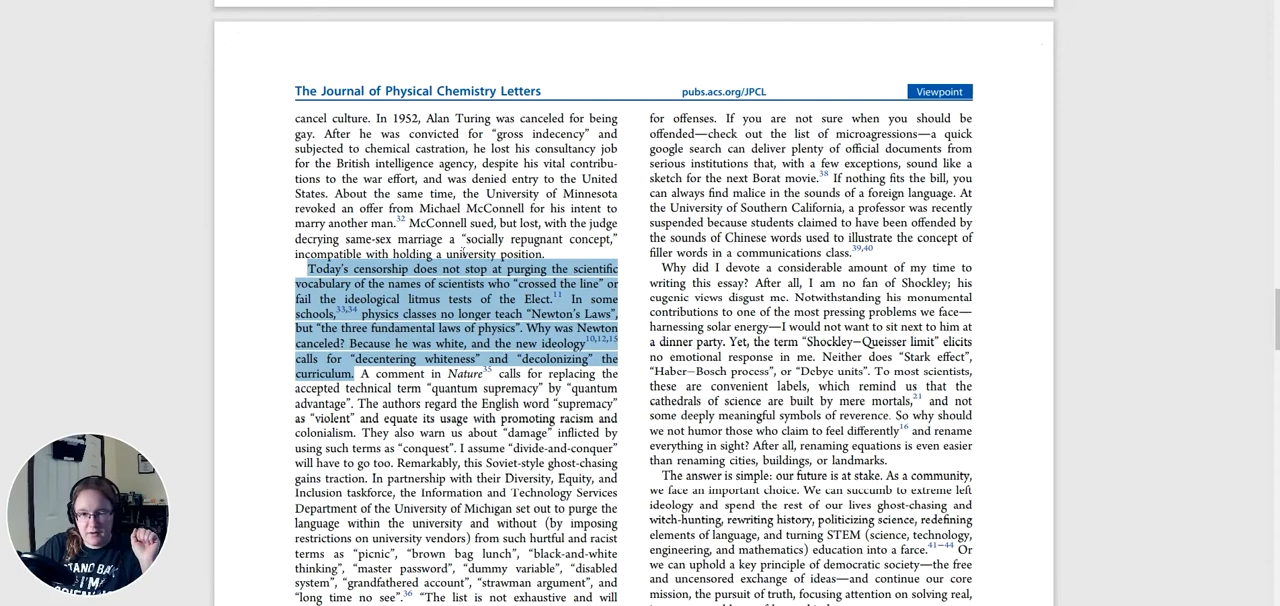 The Journal of Physical Chemistry Letters
pubs.acs.org/JPCL
Viewpoint
cancel culture. In 1952, Alan Turing was canceled for being
gay. After he was convicted for “gross indecency” and
subjected to chemical castration, he lost his consultancy job
for the British intelligence agency, despite his vital contribu-
tions to the war effort, and was denied entry to the United
States. About the same time, the University of Minnesota
revoked an offer from Michael McConnell for his intent to
marry another man.32 McConnell sued, but lost, with the judge
decrying same-sex marriage a “socially repugnant concept,”
incompatible with holding a university position.
Today’s censorship does not stop at purging the scientific
vocabulary of the names of scientists who “crossed the line” or
fail the ideological litmus tests of the Elect.11 In some
schools,33,34 physics classes no longer teach “Newton’s Laws”,
but “the three fundamental laws of physics”. Why was Newton
canceled? Because he was white, and the new ideology10,12,15
calls for “decentering whiteness” and “decolonizing” the
curriculum. A comment in Nature35 calls for replacing the
accepted technical term “quantum supremacy” by “quantum
advantage”. The authors regard the English word “supremacy”
as “violent” and equate its usage with promoting racism and
colonialism. They also warn us about “damage” inflicted by
using such terms as “conquest”. I assume “divide-and-conquer”
will have to go too. Remarkably, this Soviet-style ghost-chasing
gains traction. In partnership with their Diversity, Equity, and
Inclusion taskforce, the Information and Technology Services
Department of the University of Michigan set out to purge the
language within the university and without (by imposing
restrictions on university vendors) from such hurtful and racist
terms as “picnic”, “brown bag lunch”, “black-and-white
thinking”, “master password”, “dummy variable”, “disabled
system”, “grandfathered account”, “strawman argument”, and
“long time no see”.36 “The list is not exhaustive and will
for offenses. If you are not sure when you should be
offended—check out the list of microagressions—a quick
google search can deliver plenty of official documents from
serious institutions that, with a few exceptions, sound like a
sketch for the next Borat movie.38 If nothing fits the bill, you
can always find malice in the sounds of a foreign language. At
the University of Southern California, a professor was recently
suspended because students claimed to have been offended by
the sounds of Chinese words used to illustrate the concept of
filler words in a communications class.39,40
Why did I devote a considerable amount of my time to
writing this essay? After all, I am no fan of Shockley; his
eugenic views disgust me. Notwithstanding his monumental
contributions to one of the most pressing problems we face—
harnessing solar energy—I would not want to sit next to him at
a dinner party. Yet, the term “Shockley−Queisser limit” elicits
no emotional response in me. Neither does “Stark effect”,
“Haber−Bosch process”, or “Debye units”. To most scientists,
these are convenient labels, which remind us that the
cathedrals of science are built by mere mortals,21 and not
some deeply meaningful symbols of reverence. So why should
we not humor those who claim to feel differently16 and rename
everything in sight? After all, renaming equations is even easier
than renaming cities, buildings, or landmarks.
The answer is simple: our future is at stake. As a community,
we face an important choice. We can succumb to extreme left
ideology and spend the rest of our lives ghost-chasing and
witch-hunting, rewriting history, politicizing science, redefining
elements of language, and turning STEM (science, technology,
engineering, and mathematics) education into a farce.41−44 Or
we can uphold a key principle of democratic society—the free
and uncensored exchange of ideas—and continue our core
mission, the pursuit of truth, focusing attention on solving real,
STAND BA
I'M